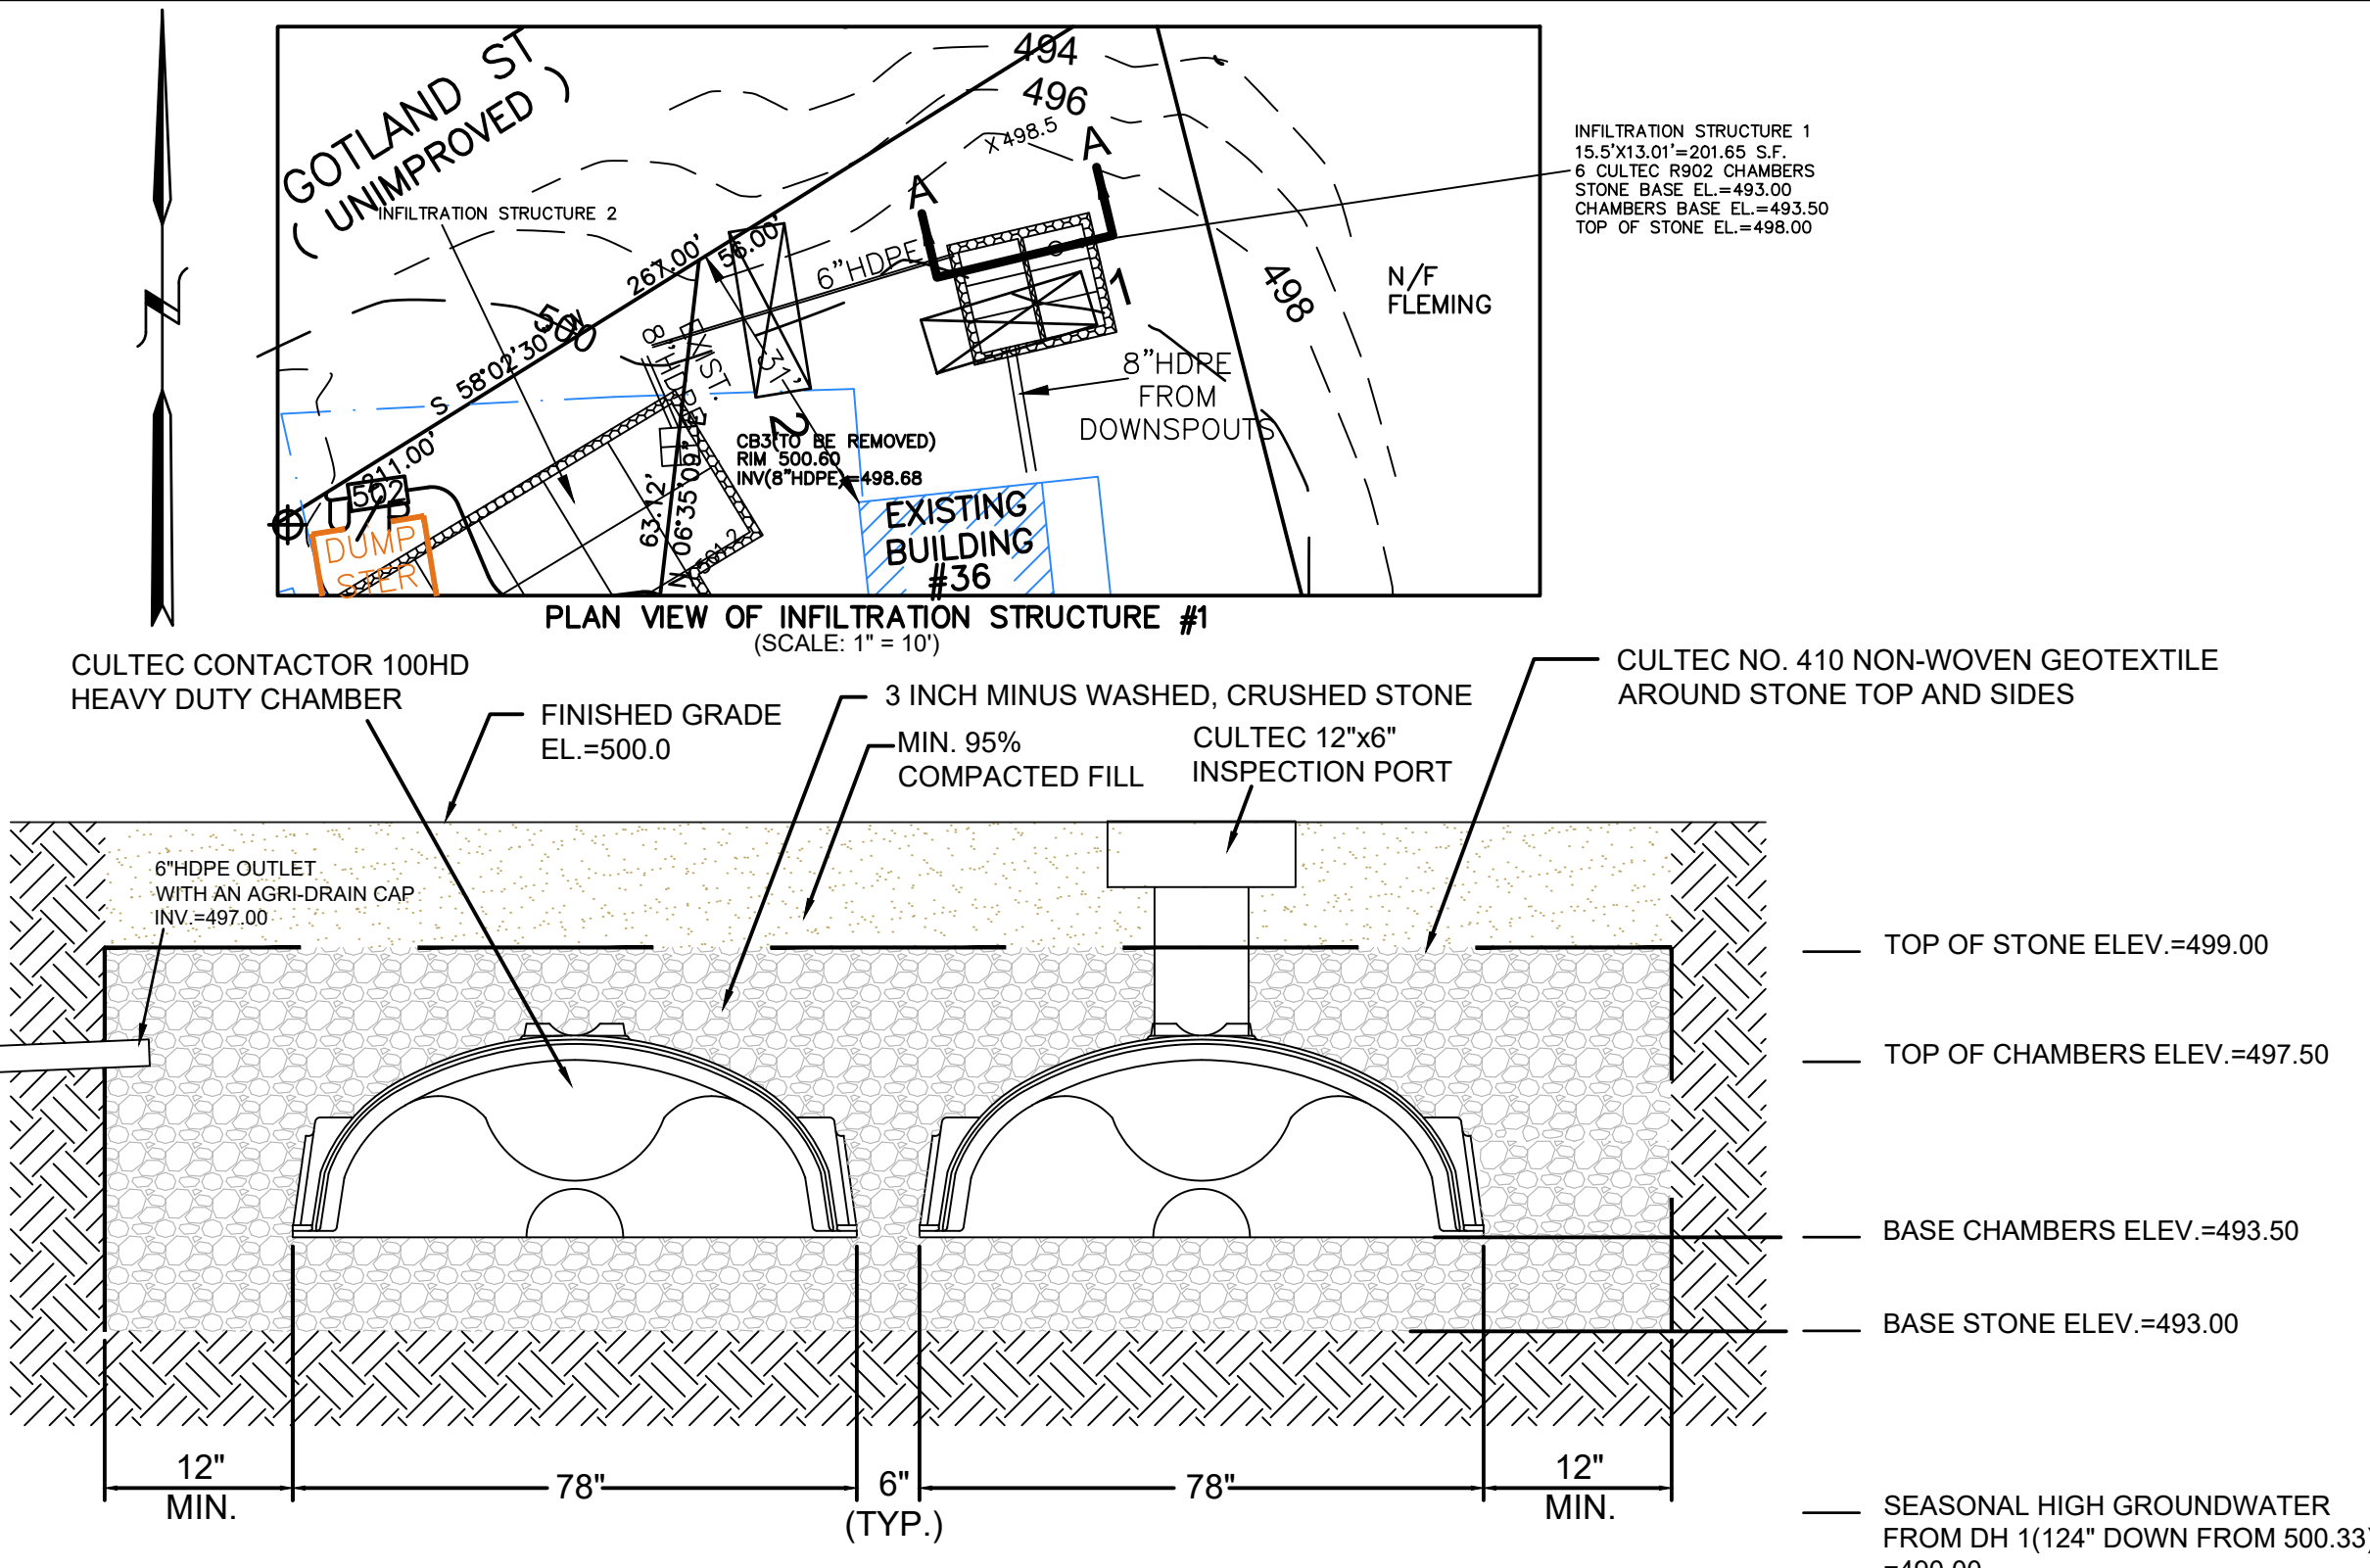 GOTLAND ST
( UNIMPROVED )
INFILTRATION STRUCTURE 2
494
496
X 498.5
A
A
267.00'
56.00'
6"HDPE
500
S 58°02'30"
211.00'
8"HDPE
EXIST.
31'
1
2
498
N/F
FLEMING
8"HDPE
FROM
DOWNSPOUTS
CB3(TO BE REMOVED)
RIM 500.60
INV(8"HDPE)=498.68
63.12'
N 06°35'09" E
502
DUMP
STER
EXISTING
BUILDING
#36
INFILTRATION STRUCTURE 1
15.5'X13.01'=201.65 S.F.
6 CULTEC R902 CHAMBERS
STONE BASE EL.=493.00
CHAMBERS BASE EL.=493.50
TOP OF STONE EL.=498.00
PLAN VIEW OF INFILTRATION STRUCTURE #1
(SCALE: 1" = 10')
CULTEC CONTACTOR 100HD
HEAVY DUTY CHAMBER
FINISHED GRADE
EL.=500.0
3 INCH MINUS WASHED, CRUSHED STONE
MIN. 95%
COMPACTED FILL
CULTEC 12"x6"
INSPECTION PORT
CULTEC NO. 410 NON-WOVEN GEOTEXTILE
AROUND STONE TOP AND SIDES
6"HDPE OUTLET
WITH AN AGRI-DRAIN CAP
INV.=497.00
TOP OF STONE ELEV.=499.00
TOP OF CHAMBERS ELEV.=497.50
BASE CHAMBERS ELEV.=493.50
BASE STONE ELEV.=493.00
12"
MIN.
78"
6"
(TYP.)
78"
12"
MIN.
SEASONAL HIGH GROUNDWATER
FROM DH 1(124" DOWN FROM 500.33)
=490.00